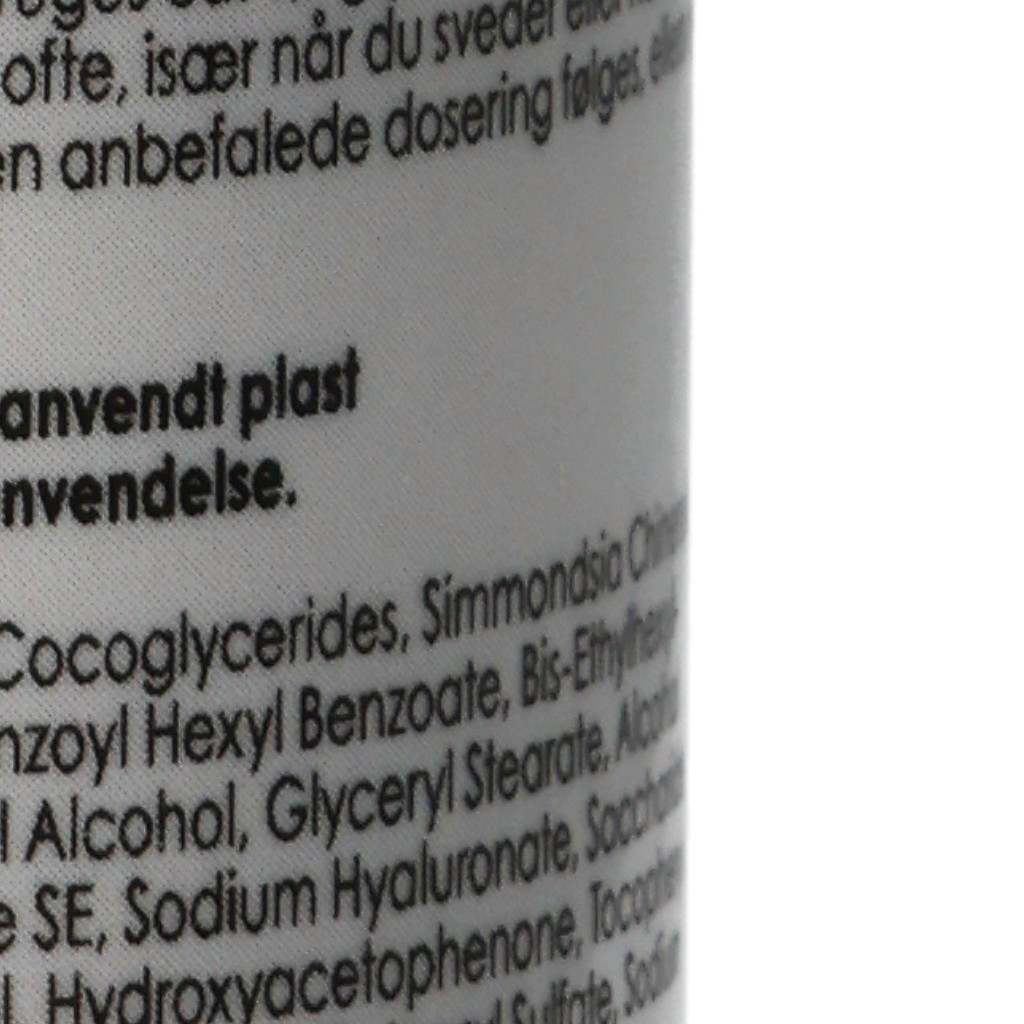 ofte, især når du sveder
en anbefalede dosering følges,
anvendt plast
nvendelse.
Cocoglycerides, Simmondsia
nzoyl Hexyl Benzoate, Bis-Ethylhexyl
l Alcohol, Glyceryl Stearate,
e SE, Sodium Hyaluronate,
Hydroxyacetophenone,
Sulfate,